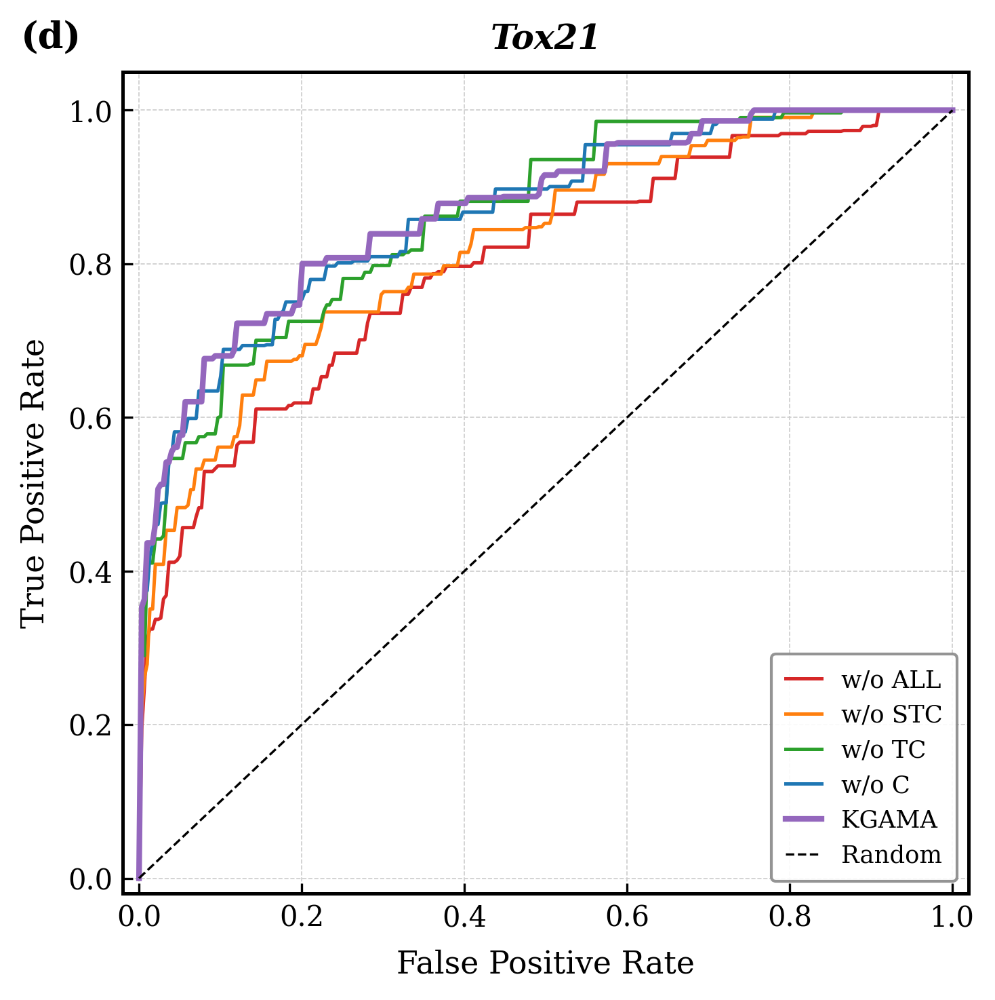 (d)
Tox21
True Positive Rate
1.0
0.8
0.6
0.4
0.2
0.0
w/o ALL
w/o STC
w/o TC
w/o C
KGAMA
Random
0.0 0.2 0.4 0.6 0.8 1.0
False Positive Rate